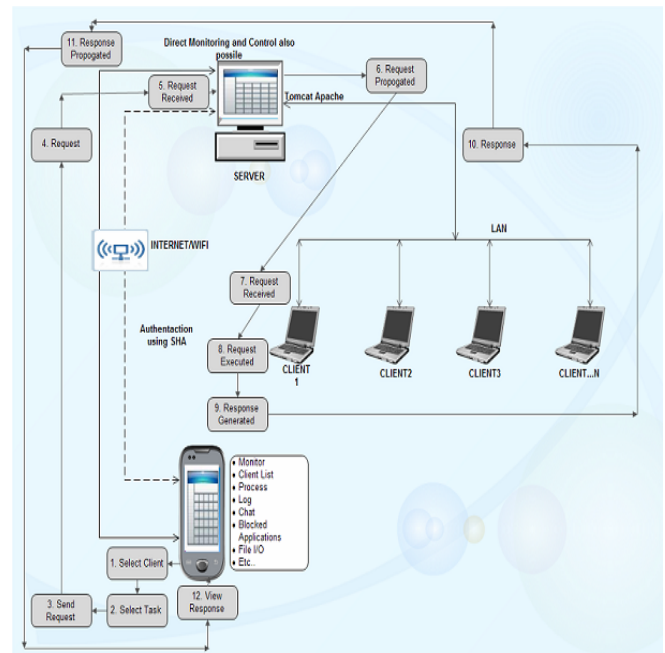 11. Response
Propogated
Direct Monitoring and Control also
possile
6. Request
Propogated
5. Request
Received
Tomcat Apache
4. Request
10. Response
SERVER
LAN
INTERNET/WIFI
7. Request
Received
Authentaction
using SHA
8. Request
Executed
CLIENT
1
CLIENT2
CLIENT3
CLIENT...N
9. Response
Generated
• Monitor
• Client List
• Process
• Log
• Chat
• Blocked
Applications
• File I/O
• Etc..
1. Select Client
2. Select Task
3. Send
Request
12. View
Response